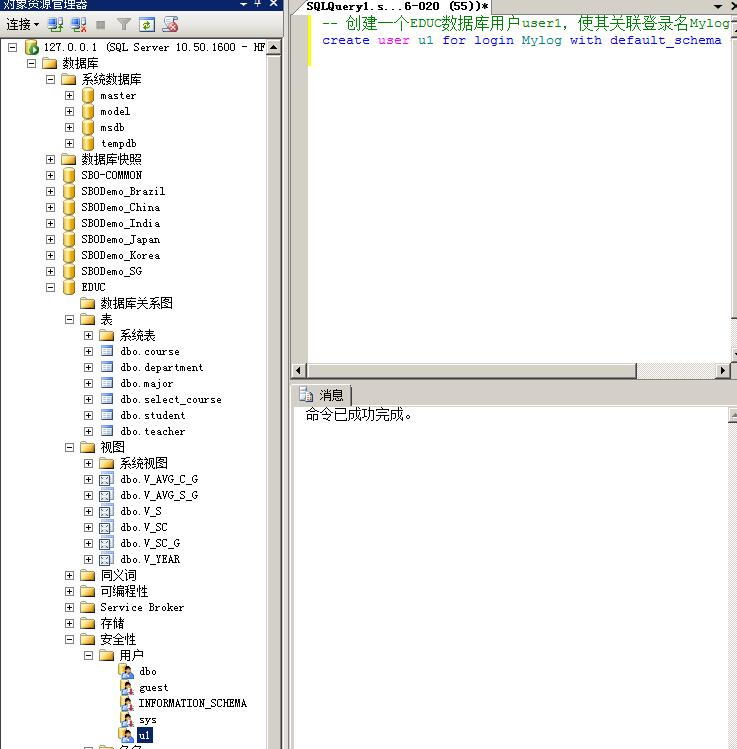 对象资源管理器
连接
127.0.0.1 (SQL Server 10.50.1600 - HF
数据库
系统数据库
master
model
msdb
tempdb
数据库快照
SBO-COMMON
SBODemo_Brazil
SBODemo_China
SBODemo_India
SBODemo_Japan
SBODemo_Korea
SBODemo_SG
EDUC
数据库关系图
表
系统表
dbo.course
dbo.department
dbo.major
dbo.select_course
dbo.student
dbo.teacher
视图
系统视图
dbo.V_AVG_C_G
dbo.V_AVG_S_G
dbo.V_S
dbo.V_SC
dbo.V_SC_G
dbo.V_YEAR
同义词
可编程性
Service Broker
存储
安全性
用户
dbo
guest
INFORMATION_SCHEMA
sys
u1
SQLQuery1.s...6-020 (55))*
-- 创建一个EDUC数据库用户user1，使其关联登录名Mylog
create user u1 for login Mylog with default_schema
消息
命令已成功完成。